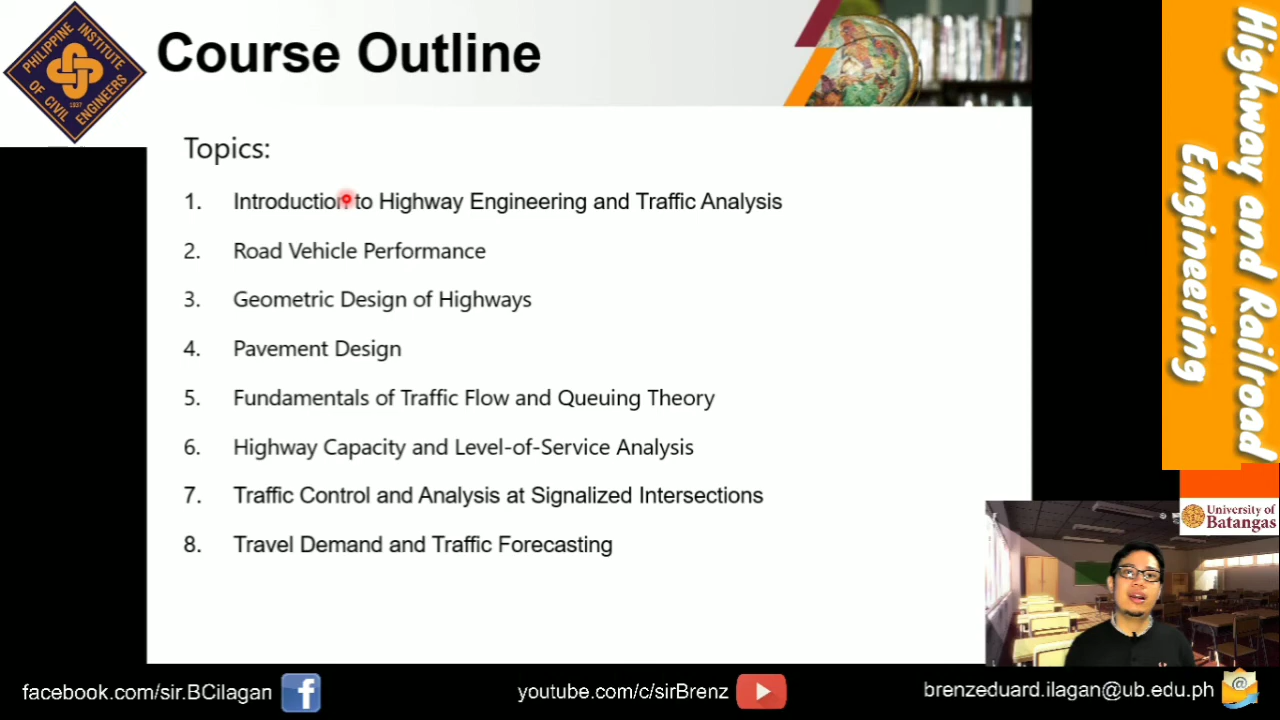 PHILIPPINE INSTITUTE
OF CIVIL ENGINEERS
1937
Course Outline
Topics:
1. Introduction to Highway Engineering and Traffic Analysis
2. Road Vehicle Performance
3. Geometric Design of Highways
4. Pavement Design
5. Fundamentals of Traffic Flow and Queuing Theory
6. Highway Capacity and Level-of-Service Analysis
7. Traffic Control and Analysis at Signalized Intersections
8. Travel Demand and Traffic Forecasting
Highway and Railroad
Engineering
University of
Batangas
facebook.com/sir.BCilagan
youtube.com/c/sirBrenz
brenzeduard.ilagan@ub.edu.ph